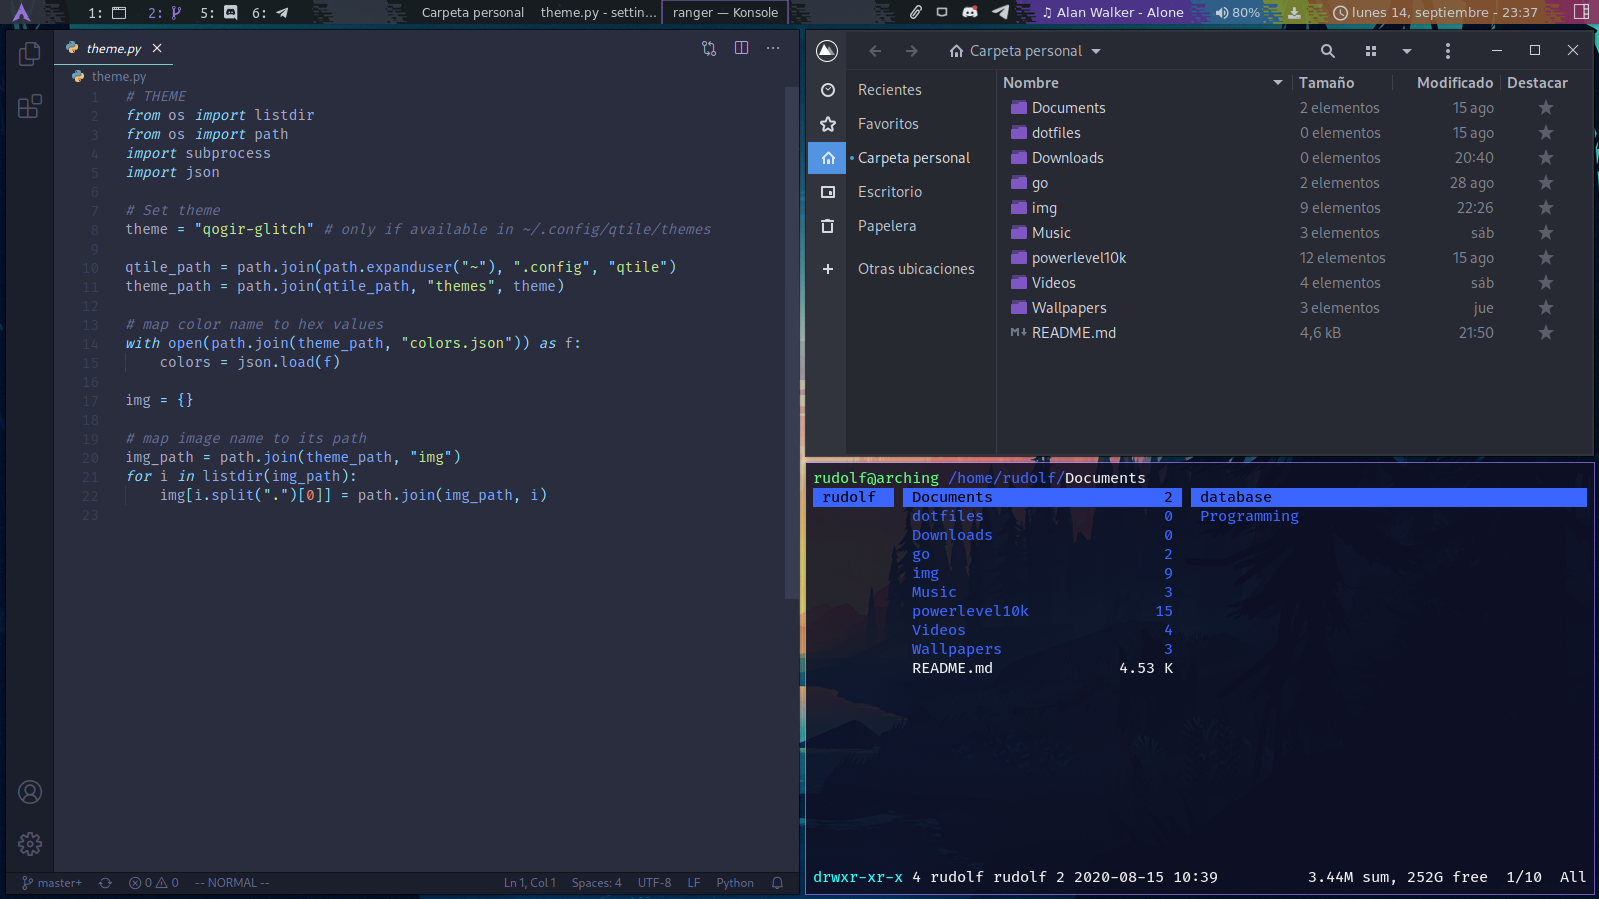 1:
2:
5:
6:
Carpeta personal
theme.py - settin...
ranger — Konsole
♫ Alan Walker - Alone
80%
lunes 14, septiembre - 23:37
theme.py
theme.py
1 # THEME
2 from os import listdir
3 from os import path
4 import subprocess
5 import json
6
7 # Set theme
8 theme = "qogir-glitch" # only if available in ~/.config/qtile/themes
9
10 qtile_path = path.join(path.expanduser("~"), ".config", "qtile")
11 theme_path = path.join(qtile_path, "themes", theme)
12
13 # map color name to hex values
14 with open(path.join(theme_path, "colors.json")) as f:
15     colors = json.load(f)
16
17 img = {}
18
19 # map image name to its path
20 img_path = path.join(theme_path, "img")
21 for i in listdir(img_path):
22     img[i.split(".")[0]] = path.join(img_path, i)
23
master+
0
0
-- NORMAL --
Ln 1, Col 1
Spaces: 4
UTF-8
LF
Python
Carpeta personal
Recientes
Favoritos
Carpeta personal
Escritorio
Papelera
Otras ubicaciones
Nombre Tamaño Modificado Destacar
Documents 2 elementos 15 ago
dotfiles 0 elementos 15 ago
Downloads 0 elementos 20:40
go 2 elementos 28 ago
img 9 elementos 22:26
Music 3 elementos sáb
powerlevel10k 12 elementos 15 ago
Videos 4 elementos sáb
Wallpapers 3 elementos jue
README.md 4,6 kB 21:50
rudolf@arching /home/rudolf/Documents
rudolf Documents 2 database
dotfiles 0 Programming
Downloads 0
go 2
img 9
Music 3
powerlevel10k 15
Videos 4
Wallpapers 3
README.md 4.53 K
drwxr-xr-x 4 rudolf rudolf 2 2020-08-15 10:39 3.44M sum, 252G free 1/10 All